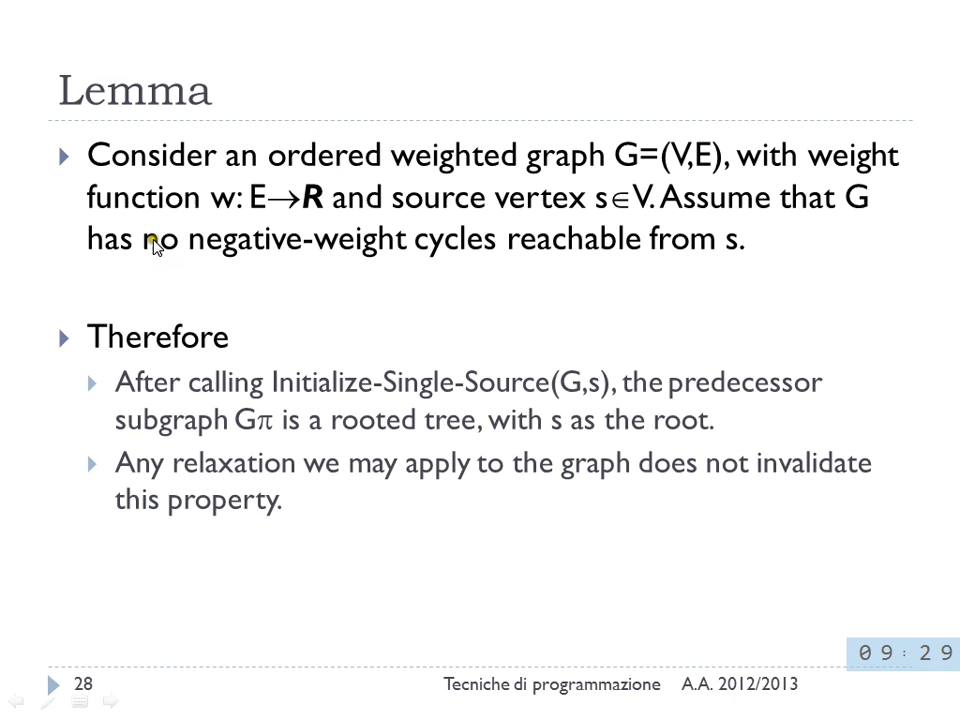 Lemma
Consider an ordered weighted graph G=(V,E), with weight
function w: E→R and source vertex s∈V. Assume that G
has no negative-weight cycles reachable from s.
Therefore
After calling Initialize-Single-Source(G,s), the predecessor
subgraph Gπ is a rooted tree, with s as the root.
Any relaxation we may apply to the graph does not invalidate
this property.
09:29
28 Tecniche di programmazione A.A. 2012/2013